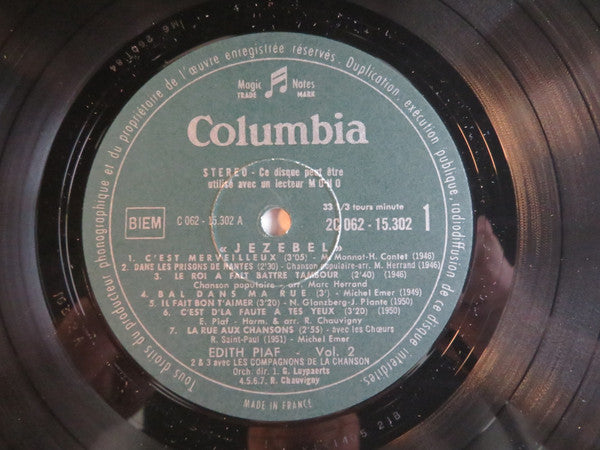 Tous droits du producteur phonographique et du propriétaire de l'œuvre enregistrée réservés. Duplication, exécution publique, radiodiffusion de ce disque interdites.
Magic Notes
TRADE MARK
Columbia
STEREO - Ce disque peut être
utilisé avec un lecteur MONO
33 1/3 tours minute
BIEM
C 062 - 15.302 A
2C 062 - 15.302 1
« JEZEBEL »
1. C'EST MERVEILLEUX (3'05) - M. Monnot-H. Contet (1946)
2. DANS LES PRISONS DE NANTES (2'30) - Chanson populaire-arr. M. Herrand (1946)
3. LE ROI A FAIT BATTRE TAMBOUR (2'40) (1946)
Chanson populaire - arr. Marc Herrand
4. BAL DANS MA RUE (3') - Michel Emer (1949)
5. IL FAIT BON T'AIMER (2'50) - N. Glanzberg-J. Plante (1950)
6. C'EST D'LA FAUTE A TES YEUX (3'20) (1950)
E. Piaf - Harm. & arr. R. Chauvigny
7. LA RUE AUX CHANSONS (2'55) - avec les Chœurs
R. Saint-Paul (1951) - Michel Emer
EDITH PIAF - Vol. 2
2 & 3 avec LES COMPAGNONS DE LA CHANSON
Orch. dir. 1. G. Luypaerts
4.5.6.7. R. Chauvigny
MADE IN FRANCE